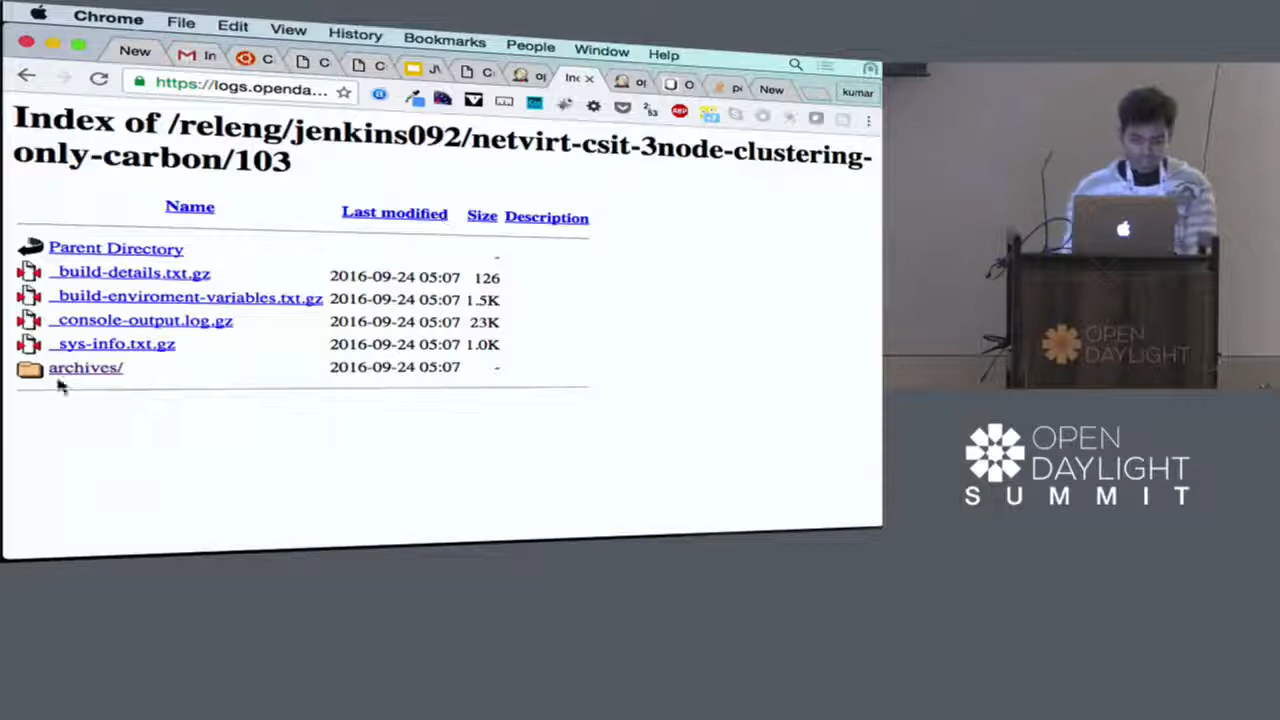 Chrome File Edit View History Bookmarks People Window Help
New In C C C C New kumar
https://logs.openda...
Index of /releng/jenkins092/netvirt-csit-3node-clustering-
only-carbon/103
Name Last modified Size Description
Parent Directory -
_build-details.txt.gz 2016-09-24 05:07 126
_build-enviroment-variables.txt.gz 2016-09-24 05:07 1.5K
_console-output.log.gz 2016-09-24 05:07 23K
_sys-info.txt.gz 2016-09-24 05:07 1.0K
archives/ 2016-09-24 05:07 -
OPEN
DAYLIGHT
OPEN
DAYLIGHT
SUMMIT